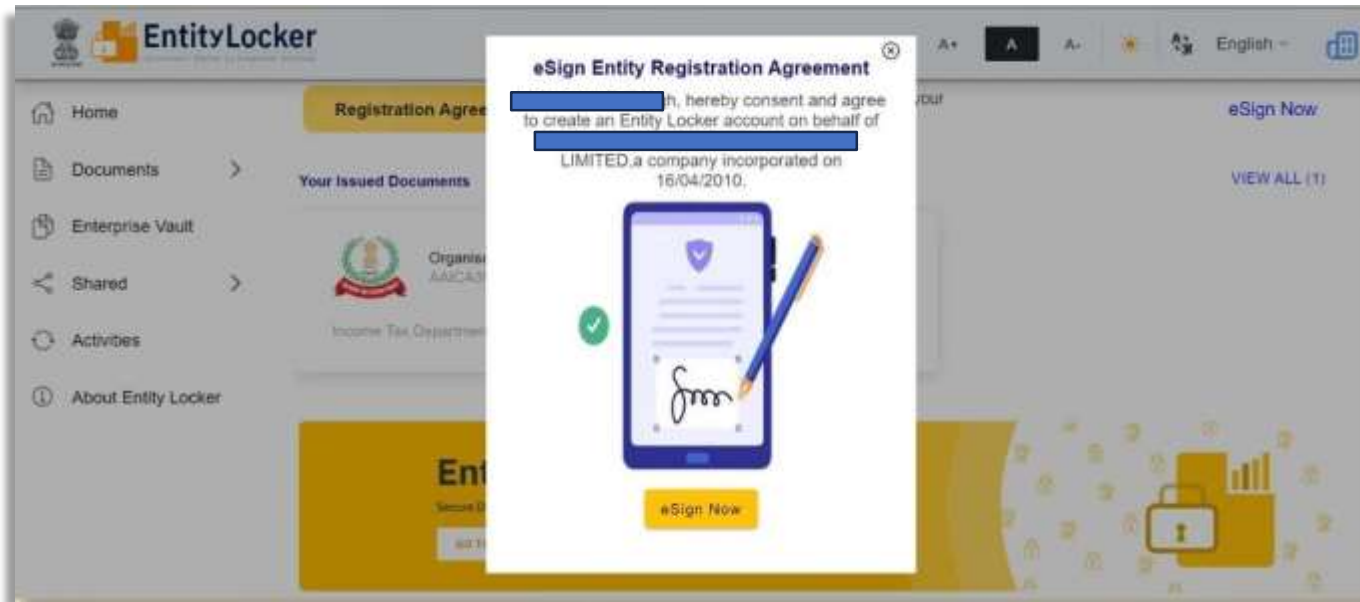 EntityLocker
A+
A
A-
English
Home
Documents
Enterprise Vault
Shared
Activities
About Entity Locker
Registration Agree
your
eSign Now
Your Issued Documents
VIEW ALL (1)
Organis
Income Tax Departmen
eSign Entity Registration Agreement
h, hereby consent and agree
to create an Entity Locker account on behalf of
LIMITED,a company incorporated on
16/04/2010.
eSign Now
Ent